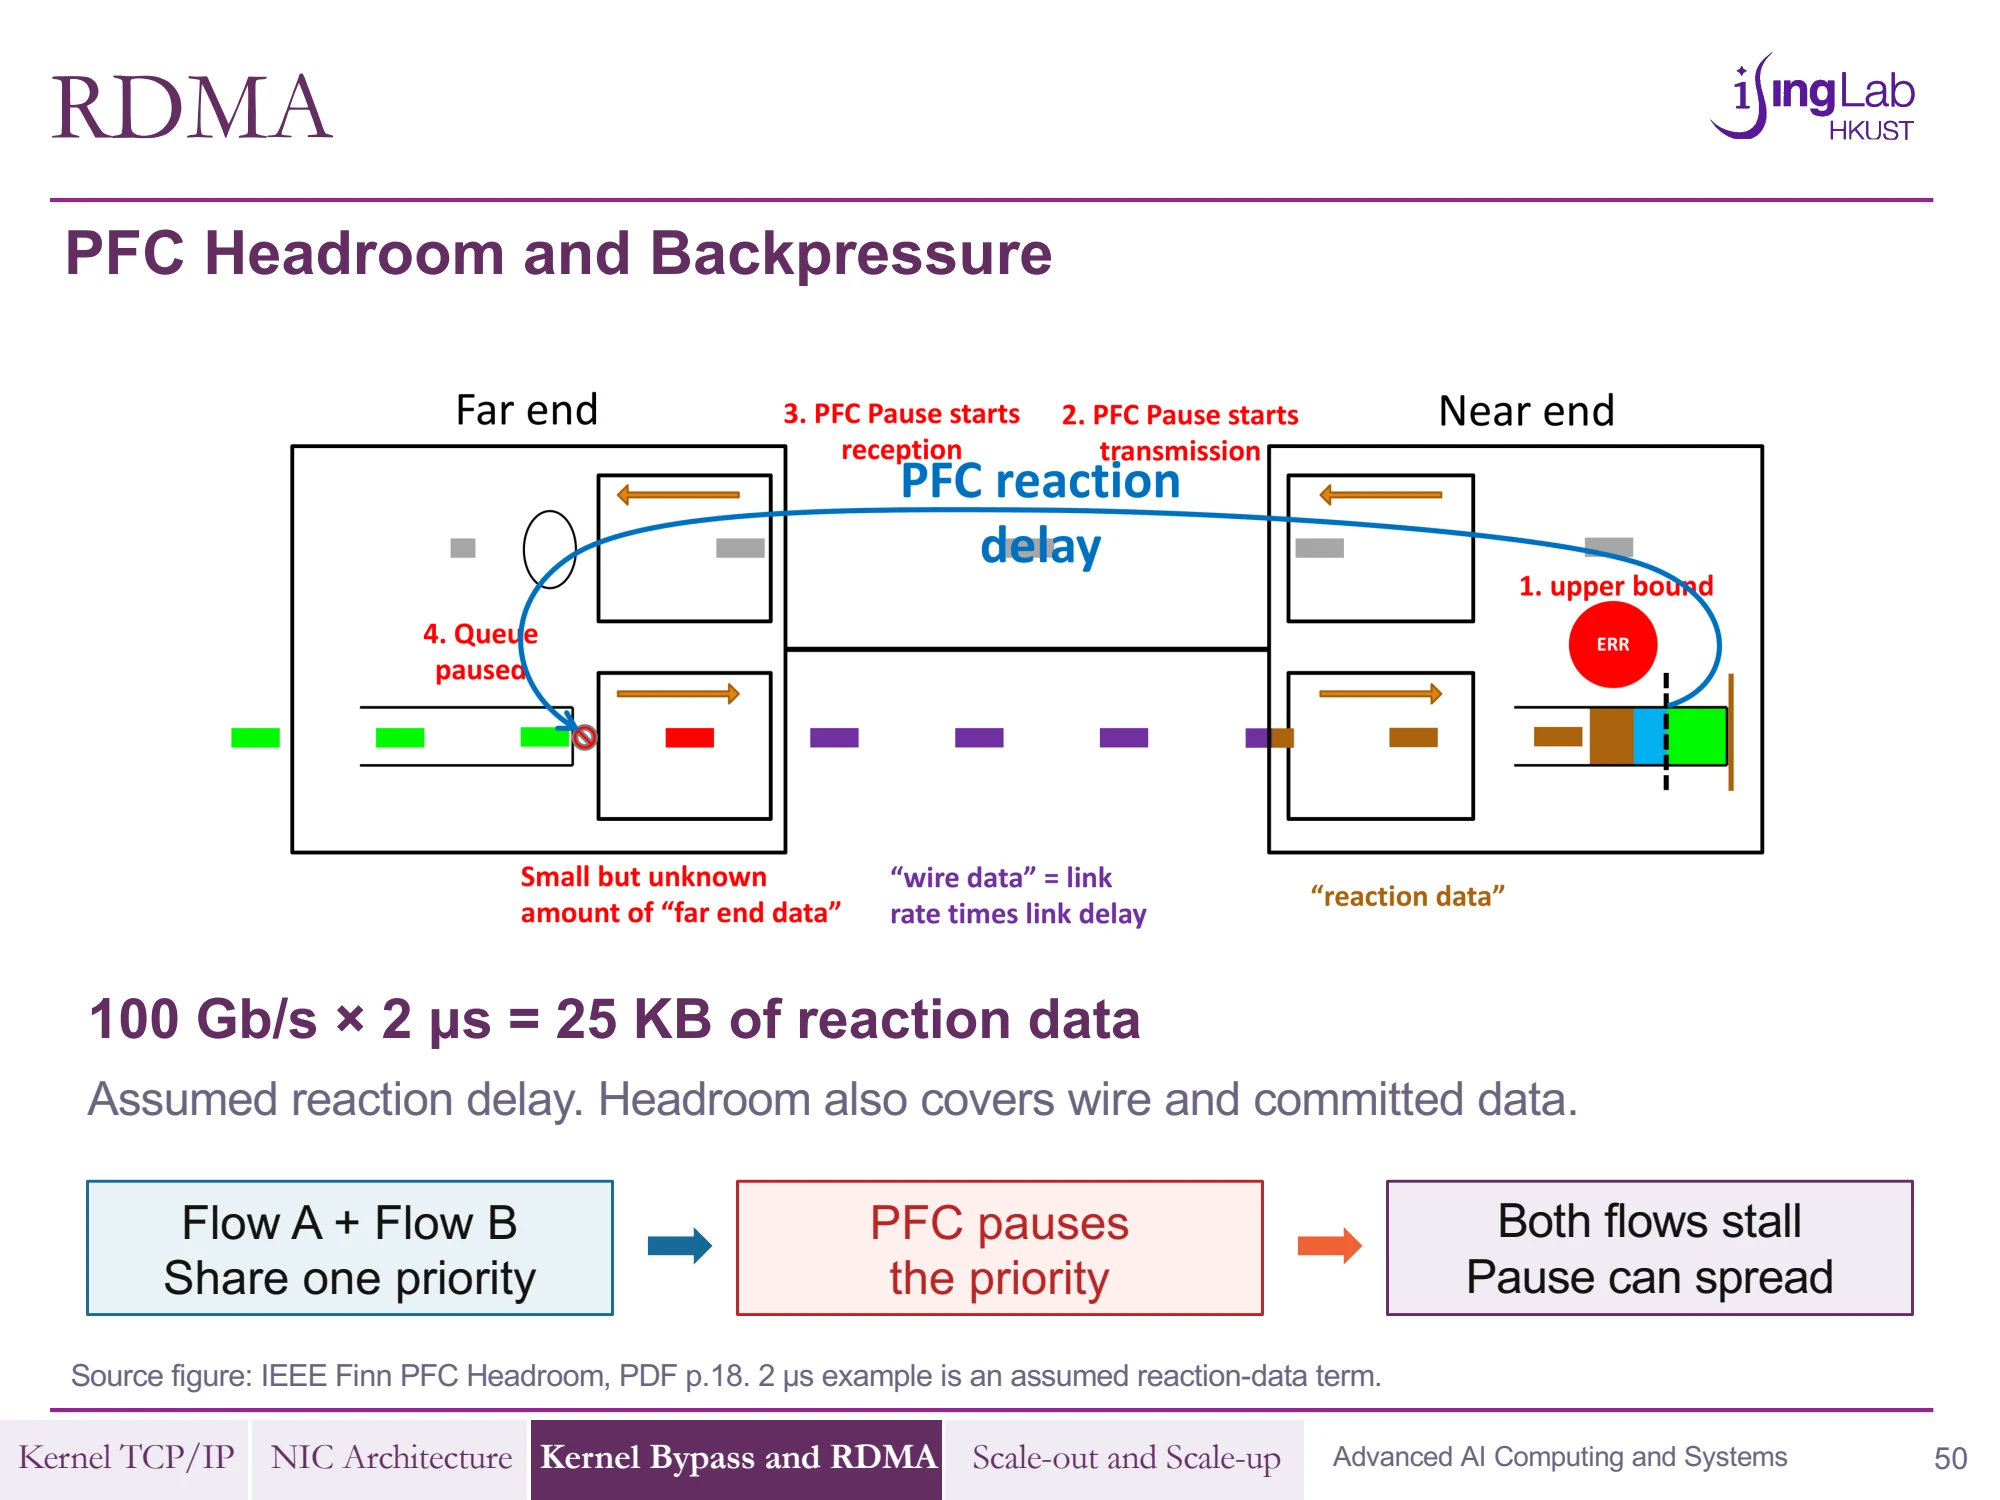 RDMA
isingLab
HKUST
PFC Headroom and Backpressure
Far end
3. PFC Pause starts
reception
2. PFC Pause starts
transmission
Near end
PFC reaction
delay
1. upper bound
ERR
4. Queue
paused
Small but unknown
amount of “far end data”
“wire data” = link
rate times link delay
“reaction data”
100 Gb/s × 2 µs = 25 KB of reaction data
Assumed reaction delay. Headroom also covers wire and committed data.
Flow A + Flow B
Share one priority
PFC pauses
the priority
Both flows stall
Pause can spread
Source figure: IEEE Finn PFC Headroom, PDF p.18. 2 µs example is an assumed reaction-data term.
Kernel TCP/IP
NIC Architecture
Kernel Bypass and RDMA
Scale-out and Scale-up
Advanced AI Computing and Systems
50